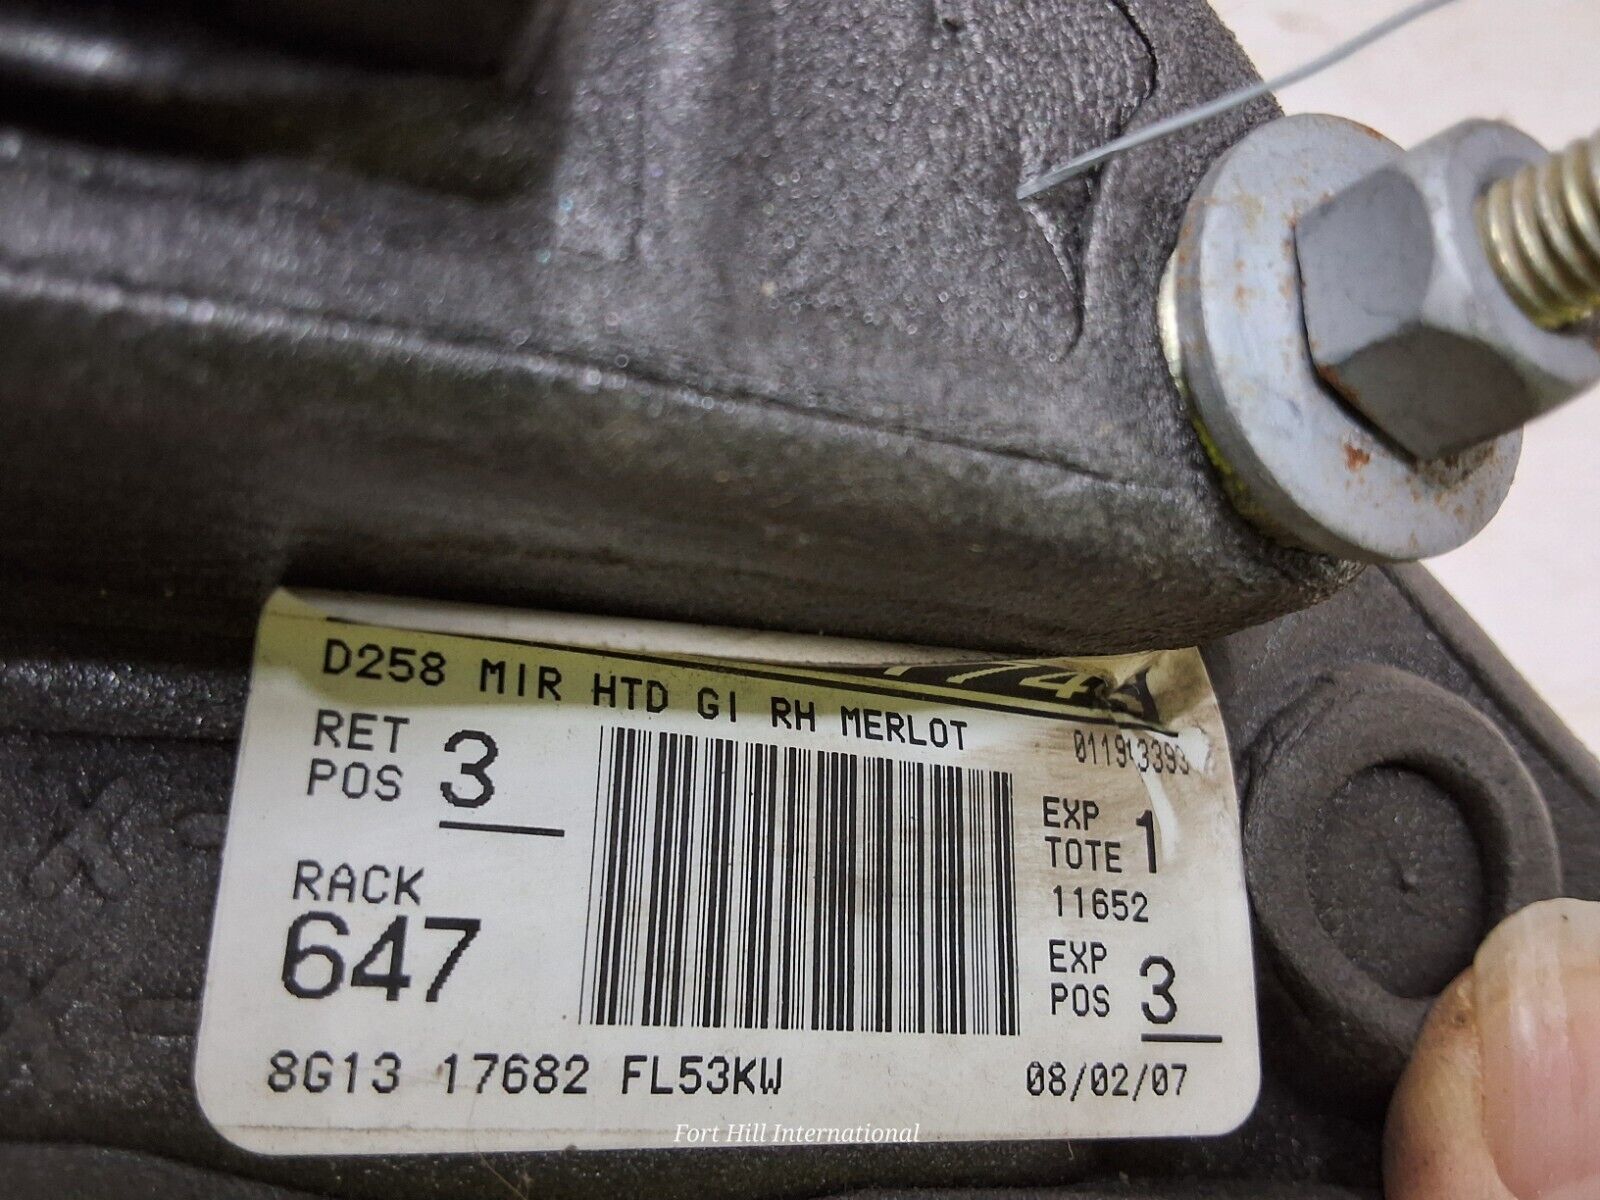 D258 MIR HTD GI RH MERLOT
RET POS 3
RACK 647
EXP TOTE 1
11652
EXP POS 3
8G13 17682 FL53KW
08/02/07
Fort Hill International